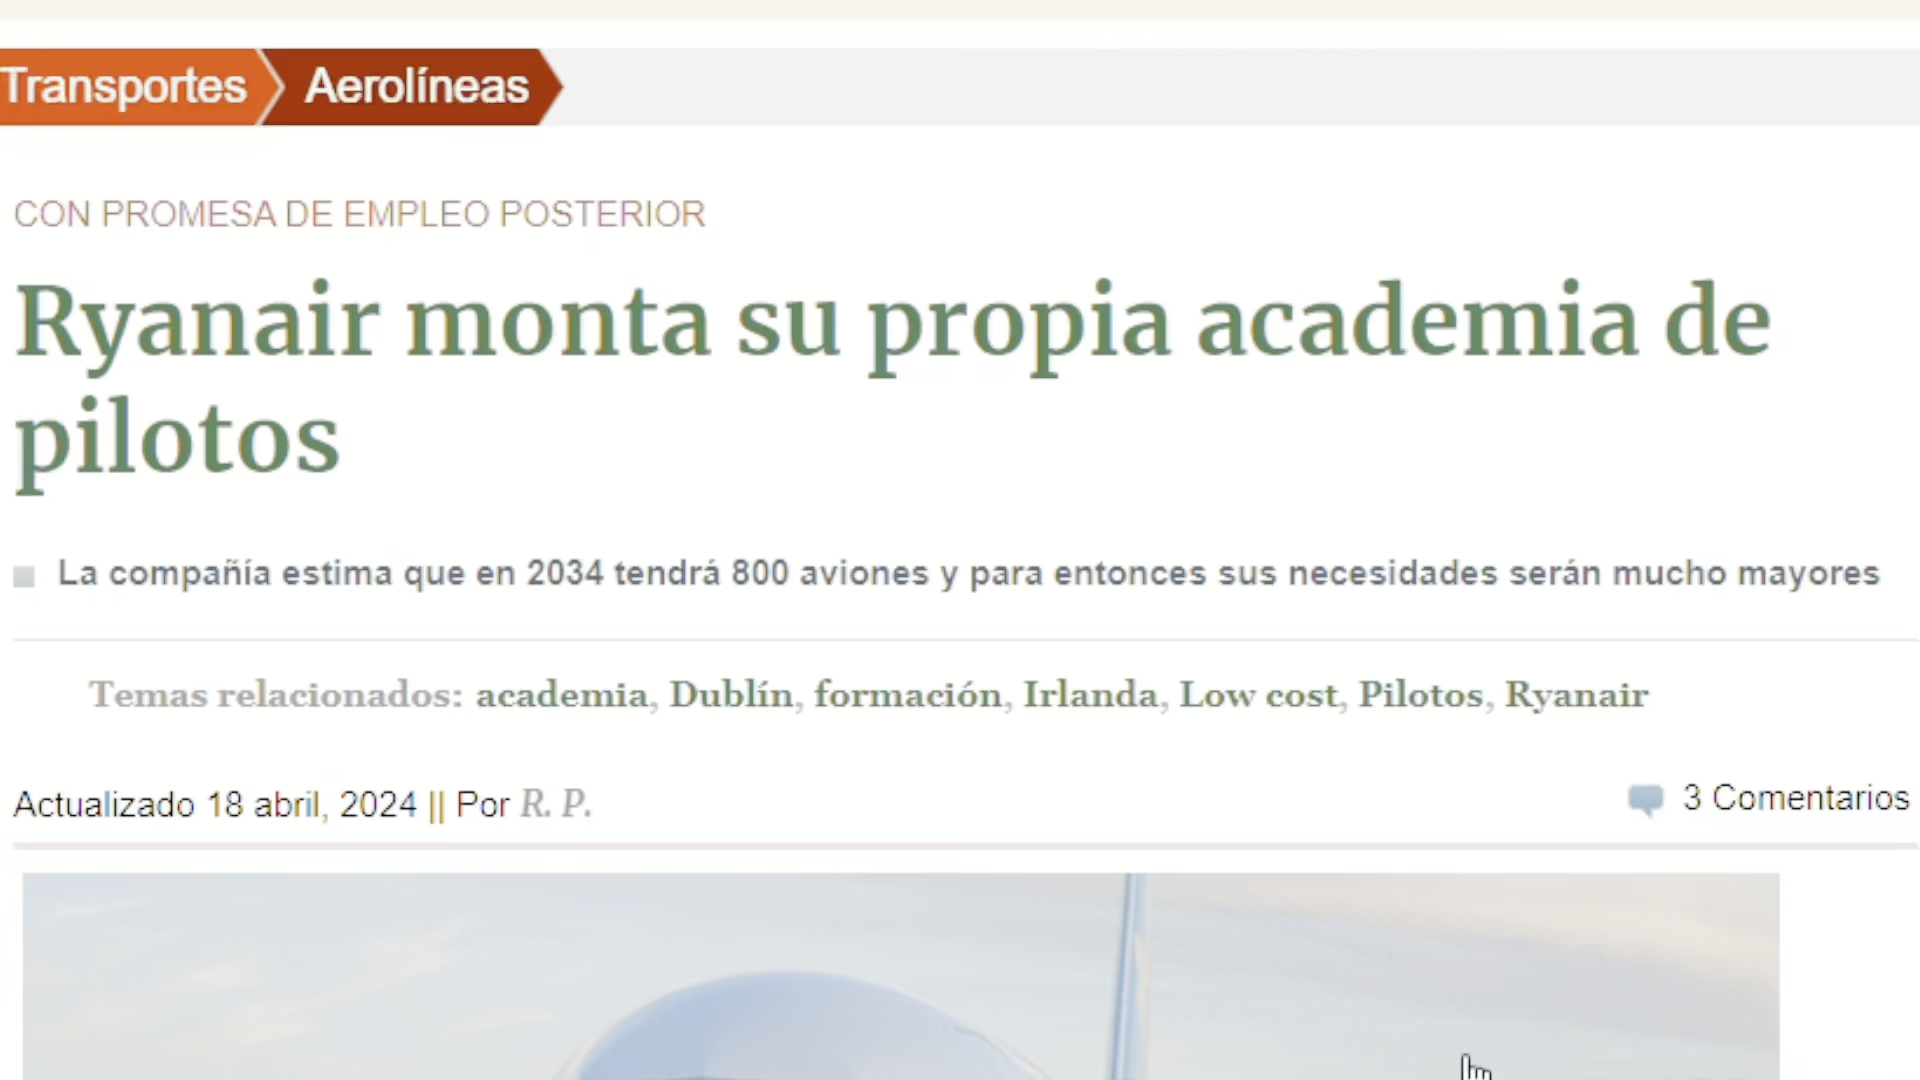 Transportes Aerolíneas
CON PROMESA DE EMPLEO POSTERIOR
Ryanair monta su propia academia de
pilotos
La compañía estima que en 2034 tendrá 800 aviones y para entonces sus necesidades serán mucho mayores
Temas relacionados: academia, Dublín, formación, Irlanda, Low cost, Pilotos, Ryanair
Actualizado 18 abril, 2024 || Por R. P.
3 Comentarios